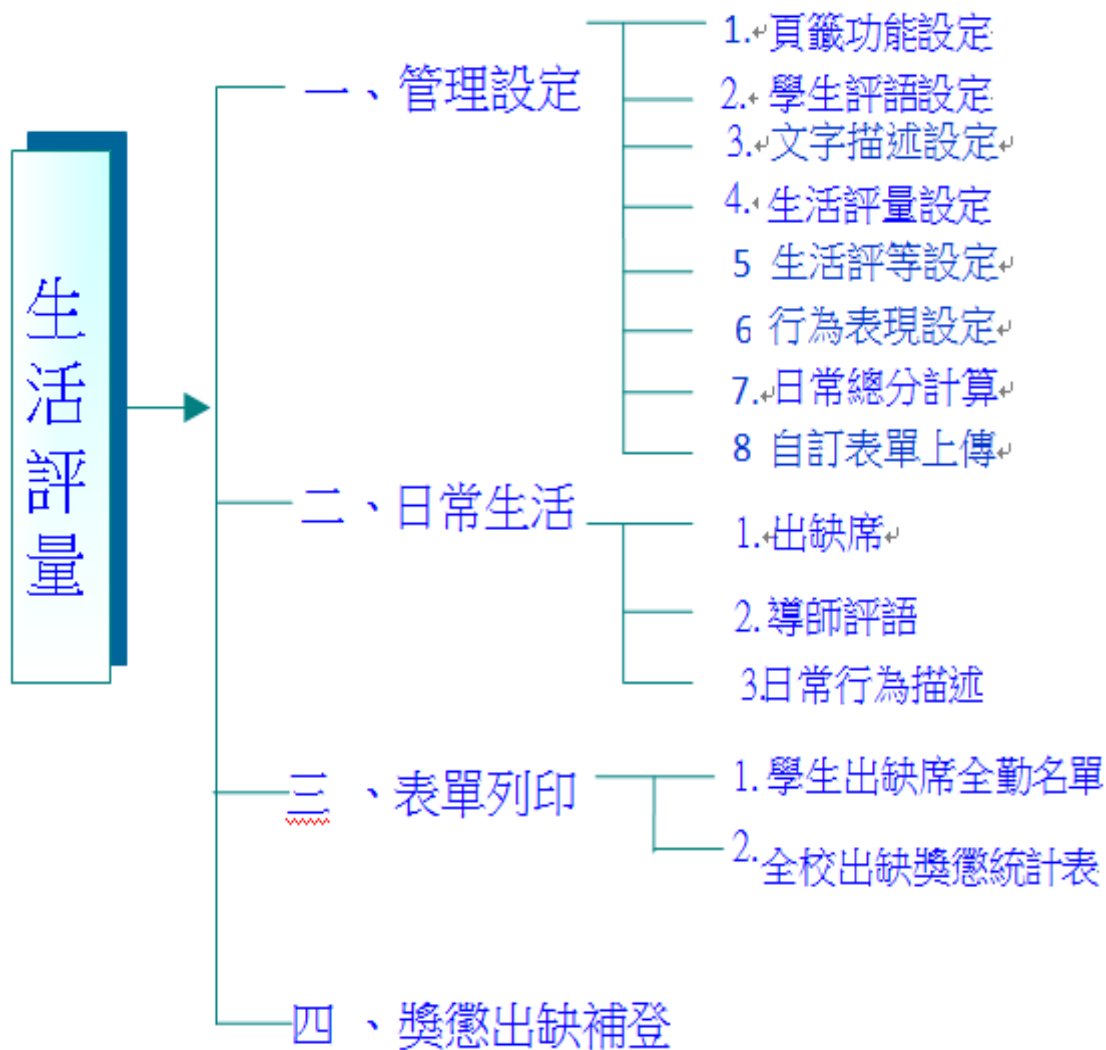 生活評量
一、管理設定
1.頁籤功能設定
2.學生評語設定
3.文字描述設定
4.生活評量設定
5 生活評等設定
6 行為表現設定
7.日常總分計算
8 自訂表單上傳
二、日常生活
1.出缺席
2.導師評語
3.日常行為描述
三、表單列印
1.學生出缺席全勤名單
2.全校出缺獎懲統計表
四、獎懲出缺補登